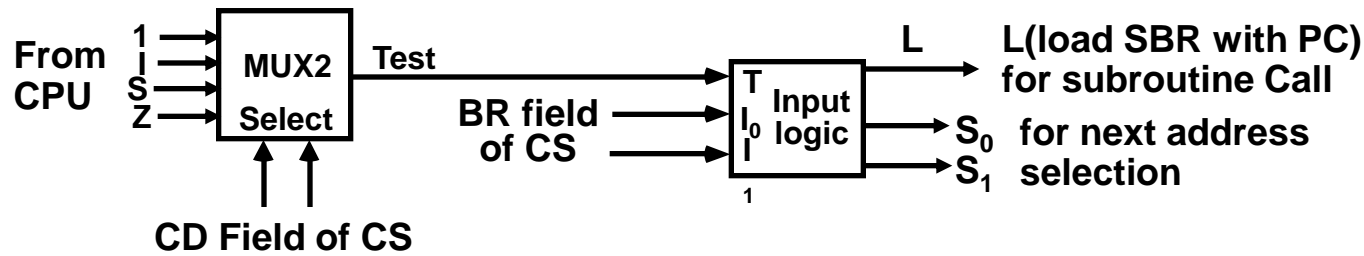 From
CPU
1
I
S
Z
MUX2
Select
Test
CD Field of CS
BR field
of CS
T
I0
I
1
Input
logic
L
L(load SBR with PC)
for subroutine Call
S0
S1
for next address
selection